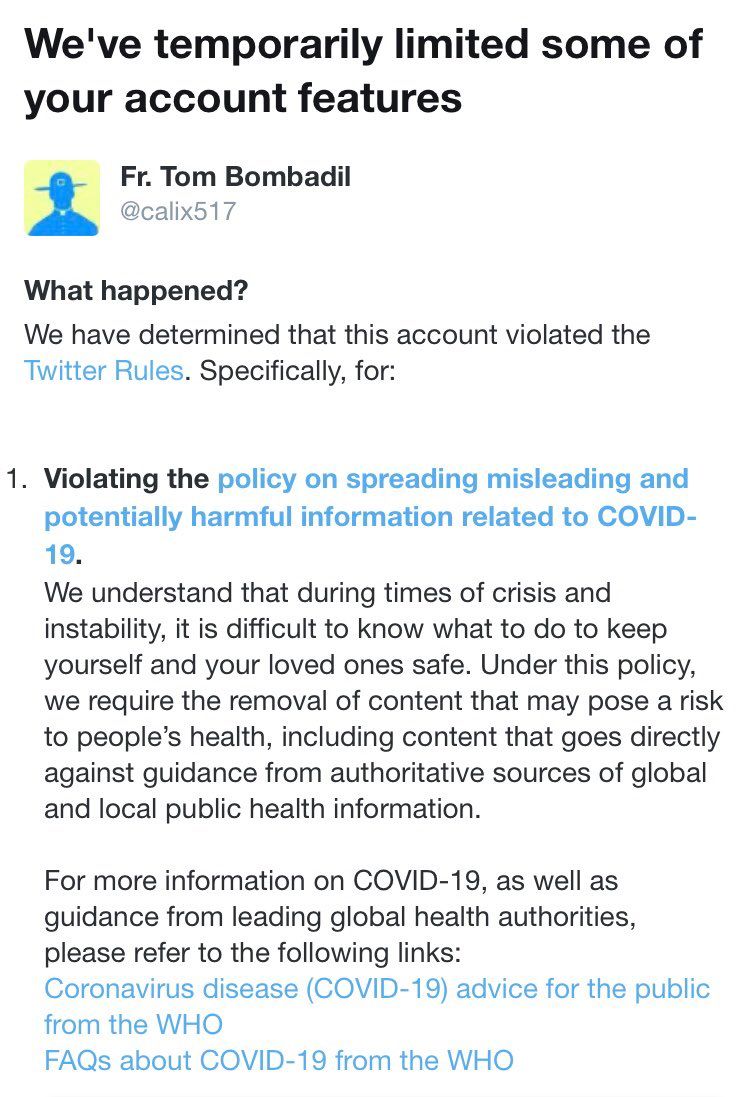 We've temporarily limited some of
your account features
Fr. Tom Bombadil
@calix517
What happened?
We have determined that this account violated the
Twitter Rules. Specifically, for:
1. Violating the policy on spreading misleading and
potentially harmful information related to COVID-
19.
We understand that during times of crisis and
instability, it is difficult to know what to do to keep
yourself and your loved ones safe. Under this policy,
we require the removal of content that may pose a risk
to people’s health, including content that goes directly
against guidance from authoritative sources of global
and local public health information.
For more information on COVID-19, as well as
guidance from leading global health authorities,
please refer to the following links:
Coronavirus disease (COVID-19) advice for the public
from the WHO
FAQs about COVID-19 from the WHO